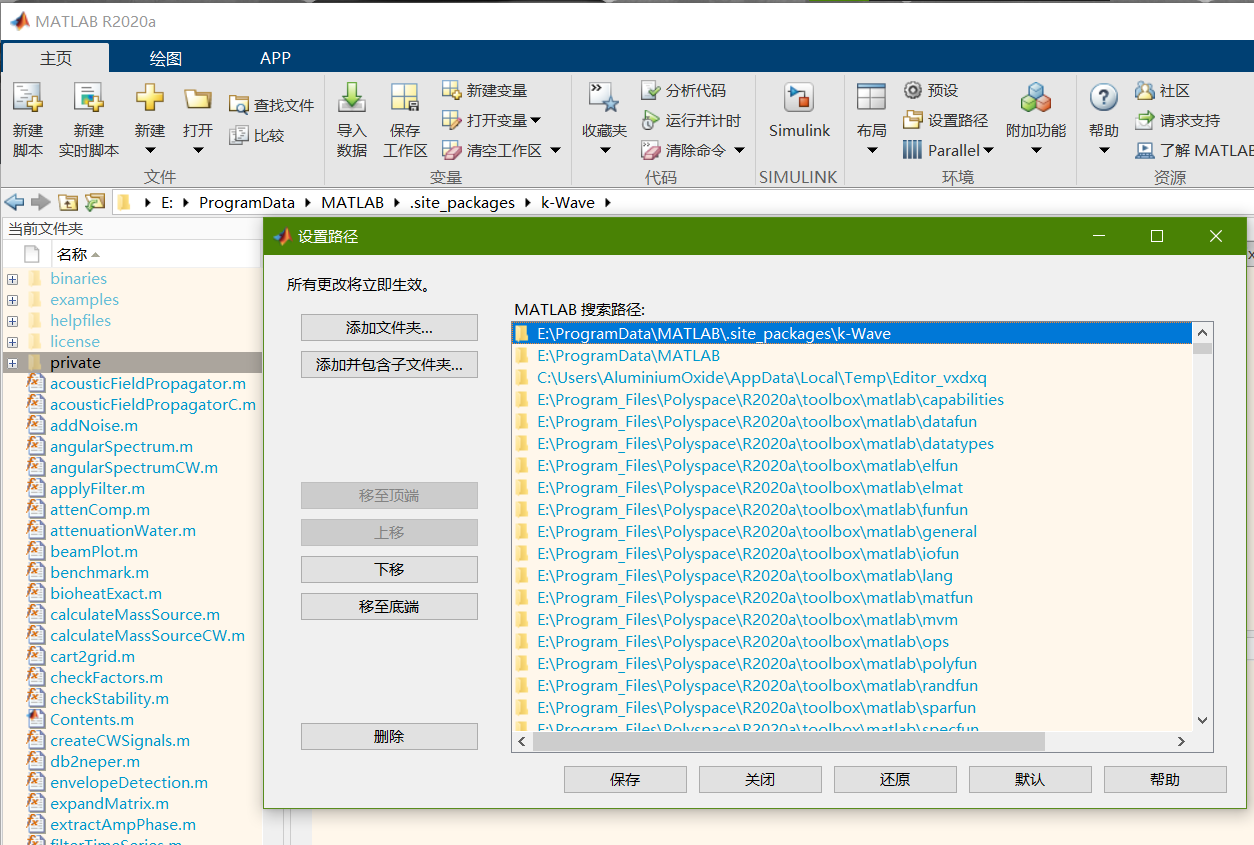 MATLAB R2020a
主页 绘图 APP
新建脚本
新建实时脚本
新建
打开
查找文件
比较
文件
导入数据
保存工作区
新建变量
打开变量
清空工作区
变量
收藏夹
分析代码
运行并计时
清除命令
代码
Simulink
SIMULINK
布局
预设
设置路径
Parallel
附加功能
环境
帮助
社区
请求支持
了解 MATLAB
资源
E: ProgramData MATLAB .site_packages k-Wave
当前文件夹
名称
binaries
examples
helpfiles
license
private
acousticFieldPropagator.m
acousticFieldPropagatorC.m
addNoise.m
angularSpectrum.m
angularSpectrumCW.m
applyFilter.m
attenComp.m
attenuationWater.m
beamPlot.m
benchmark.m
bioheatExact.m
calculateMassSource.m
calculateMassSourceCW.m
cart2grid.m
checkFactors.m
checkStability.m
Contents.m
createCWSignals.m
db2neper.m
envelopeDetection.m
expandMatrix.m
extractAmpPhase.m
filterTimeSeries.m
设置路径
所有更改将立即生效。
添加文件夹...
添加并包含子文件夹...
移至顶端
上移
下移
移至底端
删除
MATLAB 搜索路径:
E:\ProgramData\MATLAB\.site_packages\k-Wave
E:\ProgramData\MATLAB
C:\Users\AluminiumOxide\AppData\Local\Temp\Editor_vxdxq
E:\Program_Files\Polyspace\R2020a\toolbox\matlab\capabilities
E:\Program_Files\Polyspace\R2020a\toolbox\matlab\datafun
E:\Program_Files\Polyspace\R2020a\toolbox\matlab\datatypes
E:\Program_Files\Polyspace\R2020a\toolbox\matlab\elfun
E:\Program_Files\Polyspace\R2020a\toolbox\matlab\elmat
E:\Program_Files\Polyspace\R2020a\toolbox\matlab\funfun
E:\Program_Files\Polyspace\R2020a\toolbox\matlab\general
E:\Program_Files\Polyspace\R2020a\toolbox\matlab\iofun
E:\Program_Files\Polyspace\R2020a\toolbox\matlab\lang
E:\Program_Files\Polyspace\R2020a\toolbox\matlab\matfun
E:\Program_Files\Polyspace\R2020a\toolbox\matlab\mvm
E:\Program_Files\Polyspace\R2020a\toolbox\matlab\ops
E:\Program_Files\Polyspace\R2020a\toolbox\matlab\polyfun
E:\Program_Files\Polyspace\R2020a\toolbox\matlab\randfun
E:\Program_Files\Polyspace\R2020a\toolbox\matlab\sparfun
E:\Program_Files\Polyspace\R2020a\toolbox\matlab\specfun
保存 关闭 还原 默认 帮助